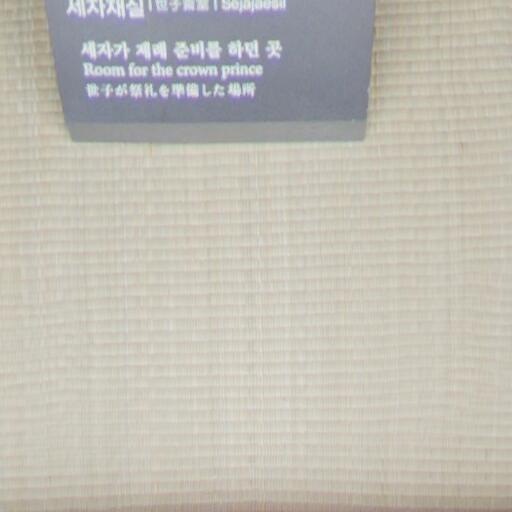 세자재실 | 世子齋室 | Sejajaesil
세자가 제례 준비를 하던 곳
Room for the crown prince
世子が祭礼を準備した場所